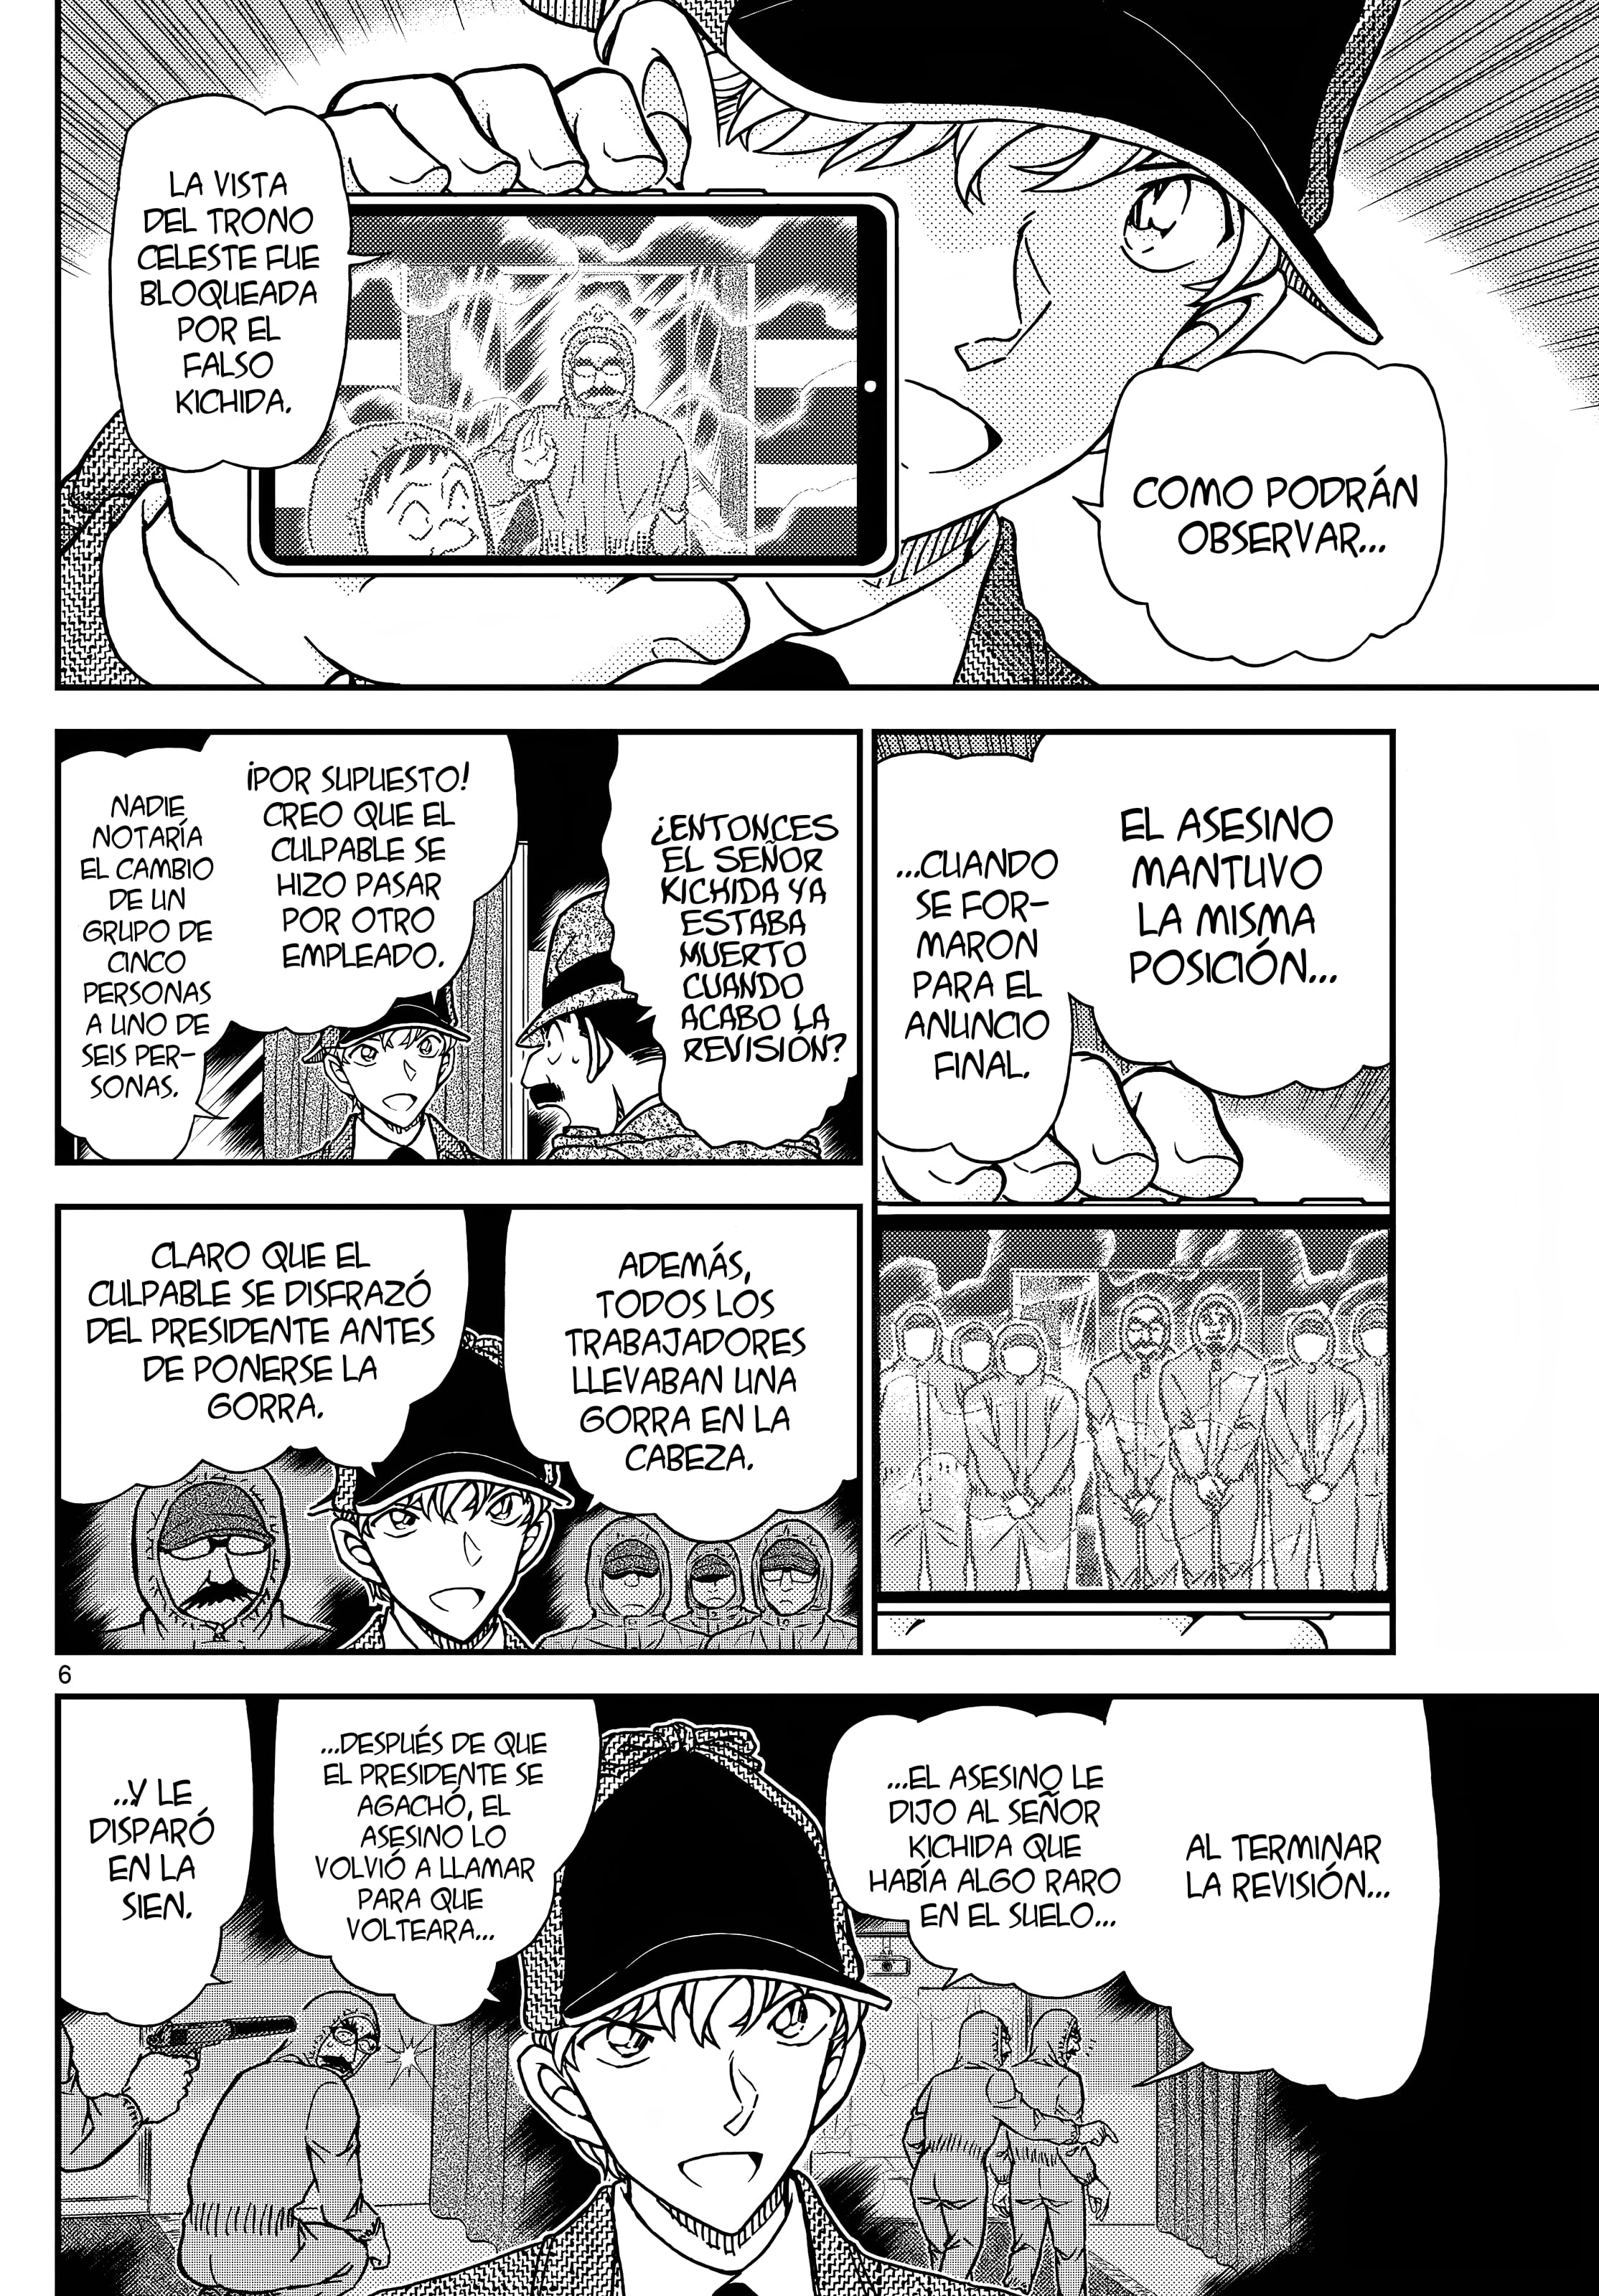 COMO PODRÁN
OBSERVAR...
LA VISTA
DEL TRONO
CELESTE FUE
BLOQUEADA
POR EL
FALSO
KICHIDA.
EL ASESINO
MANTUVO
LA MISMA
POSICIÓN...
...CUANDO
SE FOR-
MARON
PARA EL
ANUNCIO
FINAL.
¿ENTONCES
EL SEÑOR
KICHIDA YA
ESTABA
MUERTO
CUANDO
ACABO LA
REVISIÓN?
¡POR SUPUESTO!
CREO QUE EL
CULPABLE SE
HIZO PASAR
POR OTRO
EMPLEADO.
NADIE
NOTARÍA
EL CAMBIO
DE UN
GRUPO DE
CINCO
PERSONAS
A UNO DE
SEIS PER-
SONAS.
ADEMÁS,
TODOS LOS
TRABAJADORES
LLEVABAN UNA
GORRA EN LA
CABEZA.
CLARO QUE EL
CULPABLE SE DISFRAZÓ
DEL PRESIDENTE ANTES
DE PONERSE LA
GORRA.
6
AL TERMINAR
LA REVISIÓN...
...EL ASESINO LE
DIJO AL SEÑOR
KICHIDA QUE
HABÍA ALGO RARO
EN EL SUELO...
...DESPUÉS DE QUE
EL PRESIDENTE SE
AGACHÓ, EL
ASESINO LO
VOLVIÓ A LLAMAR
PARA QUE
VOLTEARA...
...Y LE
DISPARÓ
EN LA
SIEN.